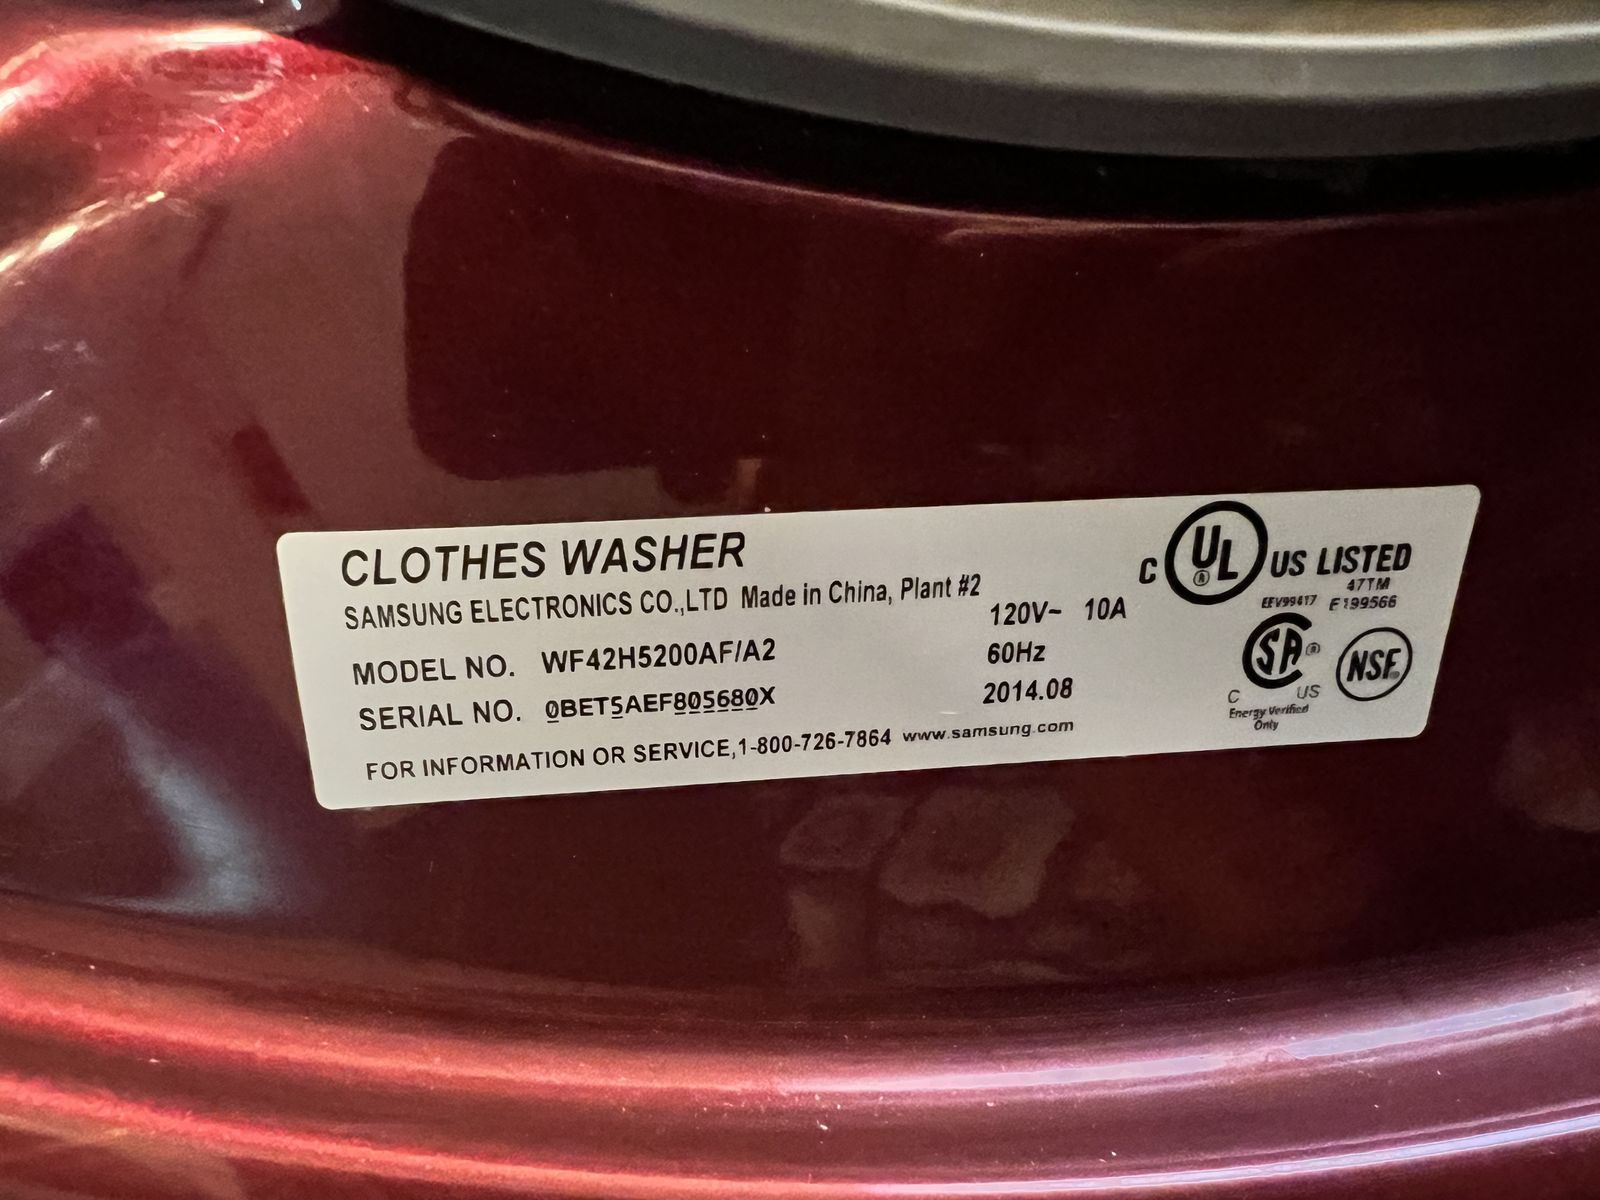 CLOTHES WASHER
SAMSUNG ELECTRONICS CO.,LTD Made in China, Plant #2
120V~ 10A
MODEL NO. WF42H5200AF/A2
60Hz
SERIAL NO. 0BET5AEF805680X
2014.08
FOR INFORMATION OR SERVICE,1-800-726-7864 www.samsung.com
C UL ® US LISTED
47TM
EEV99417 E199566
SA ®
C US
Energy Verified
Only
NSF®